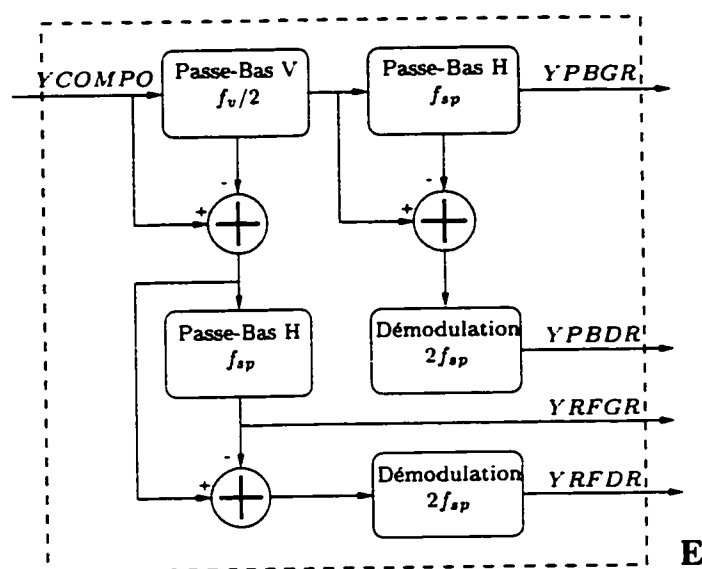 YCOMPO
Passe-Bas V
f_v/2
Passe-Bas H
f_sp
YPBGR
-
+
-
+
Passe-Bas H
f_sp
Démodulation
2f_sp
YPBDR
YRFGR
-
+
Démodulation
2f_sp
YRFDR
E